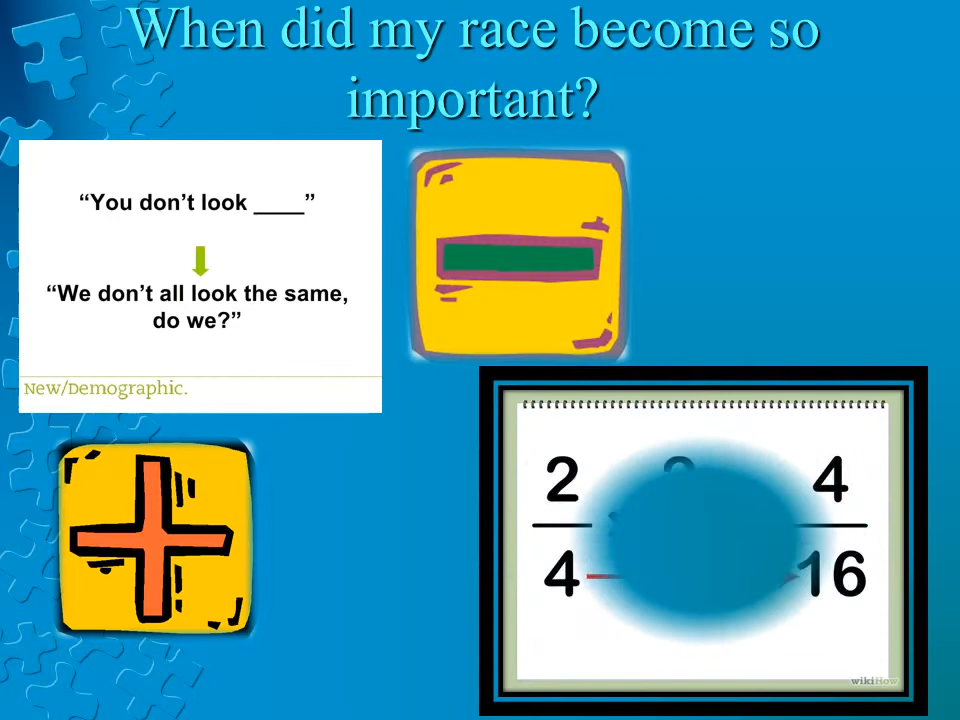 When did my race become so
important?
“You don’t look ____”
“We don’t all look the same,
do we?”
New/Demographic.
2
4
4
16
wikiHow